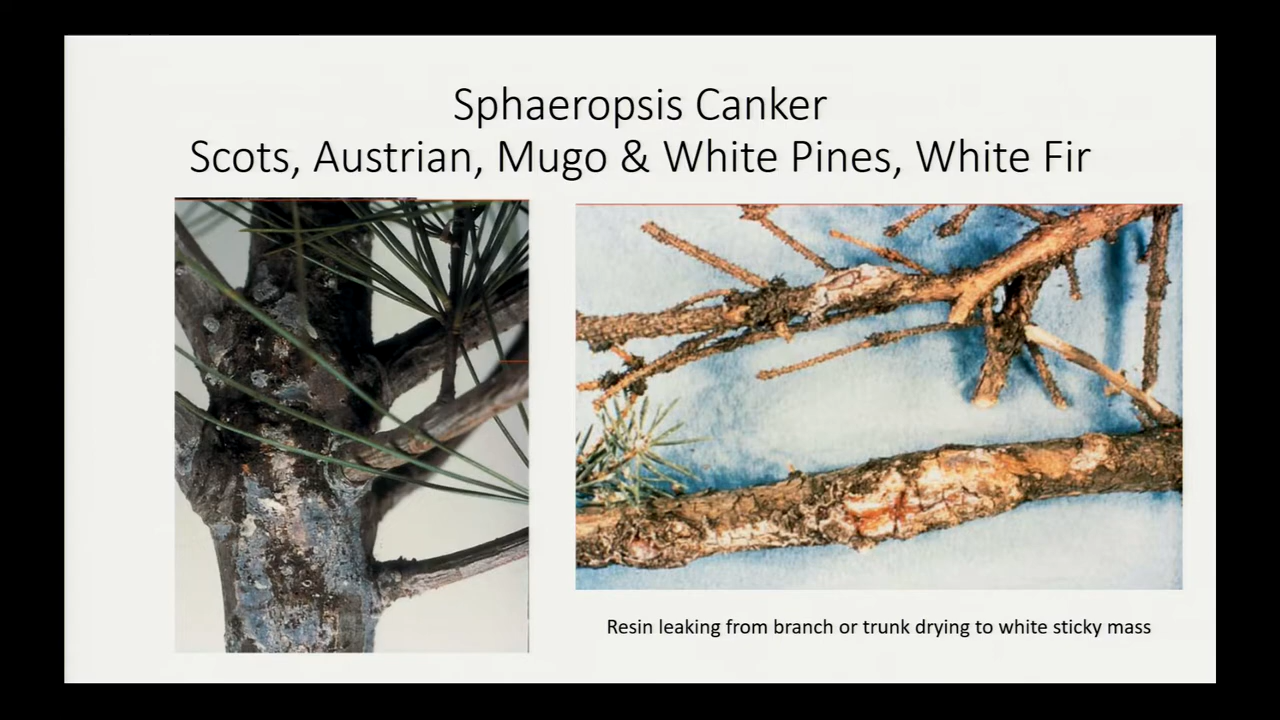 Sphaeropsis Canker
Scots, Austrian, Mugo & White Pines, White Fir
Resin leaking from branch or trunk drying to white sticky mass